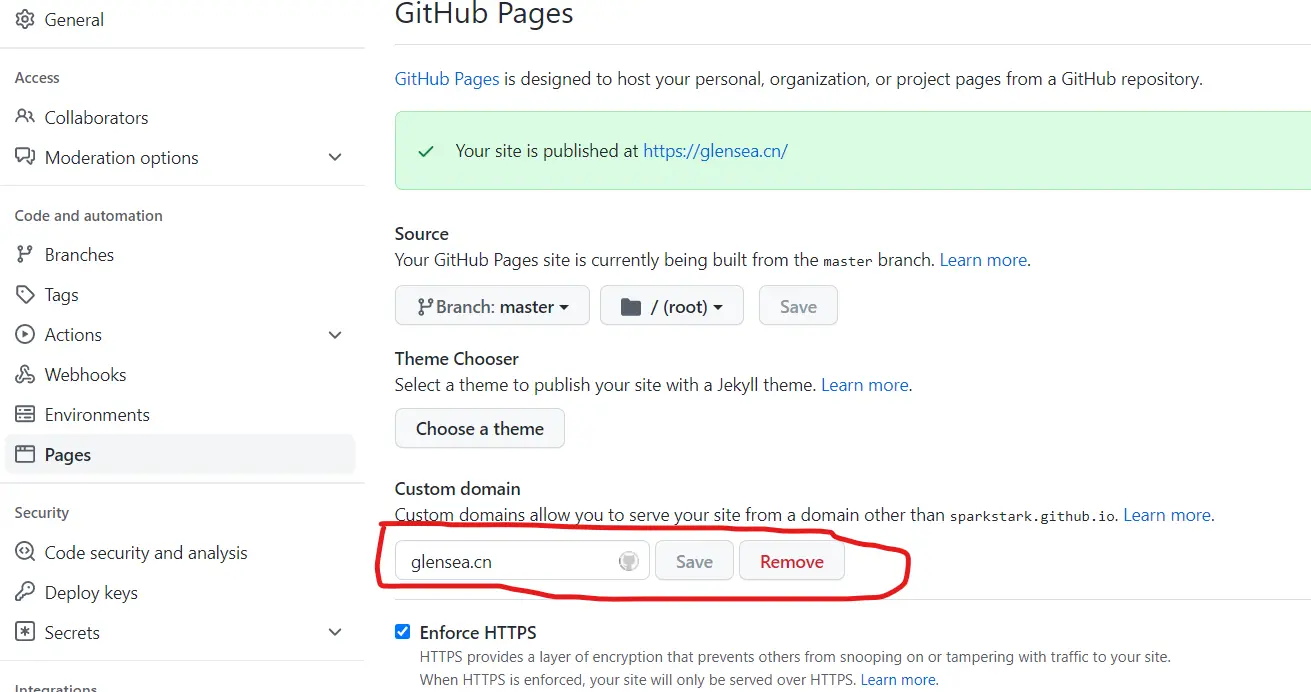 General
Access
Collaborators
Moderation options
Code and automation
Branches
Tags
Actions
Webhooks
Environments
Pages
Security
Code security and analysis
Deploy keys
Secrets
Integrations
GitHub Pages
GitHub Pages is designed to host your personal, organization, or project pages from a GitHub repository.
Your site is published at https://glensea.cn/
Source
Your GitHub Pages site is currently being built from the master branch. Learn more.
Branch: master / (root) Save
Theme Chooser
Select a theme to publish your site with a Jekyll theme. Learn more.
Choose a theme
Custom domain
Custom domains allow you to serve your site from a domain other than sparkstark.github.io. Learn more.
glensea.cn Save Remove
Enforce HTTPS
HTTPS provides a layer of encryption that prevents others from snooping on or tampering with traffic to your site.
When HTTPS is enforced, your site will only be served over HTTPS. Learn more.